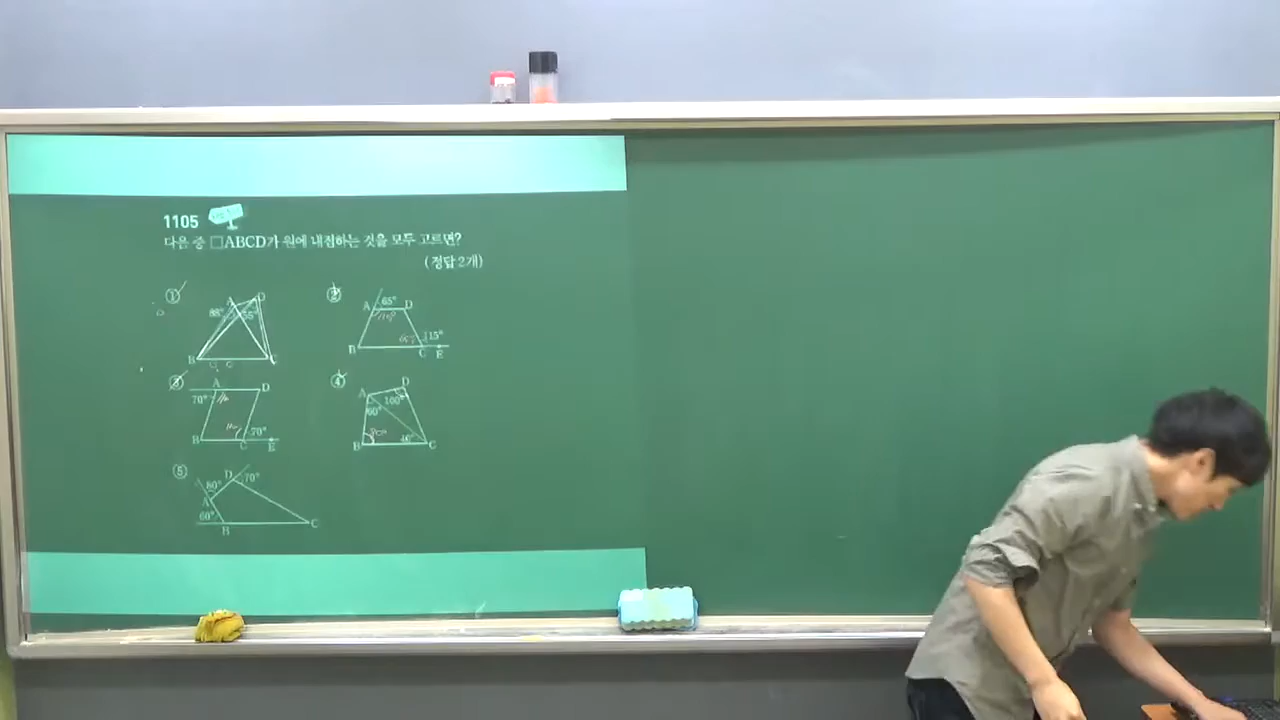 1105
다음 중 □ABCD가 원에 내접하는 것을 모두 고르면?
(정답 2개)
① A D
B C
② A 65° D
115°
B C E
③ A D
70°
B C 70° E
④ A D
60° 100°
B 80° 40° C
⑤ D 70°
80°
A
60°
B C